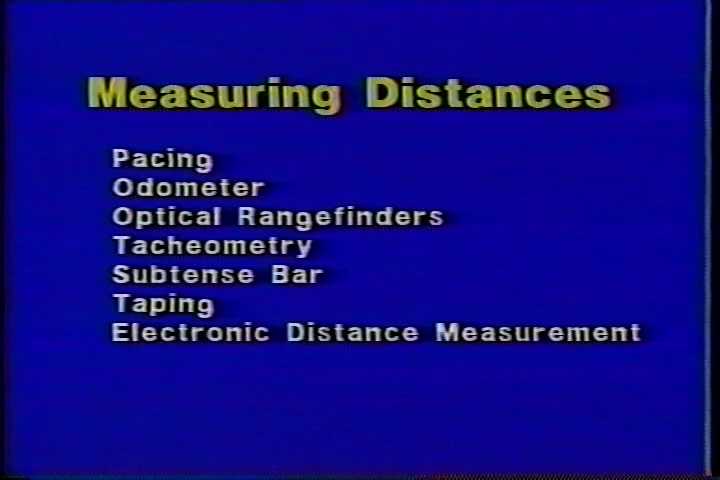 Measuring Distances
Pacing
Odometer
Optical Rangefinders
Tacheometry
Subtense Bar
Taping
Electronic Distance Measurement